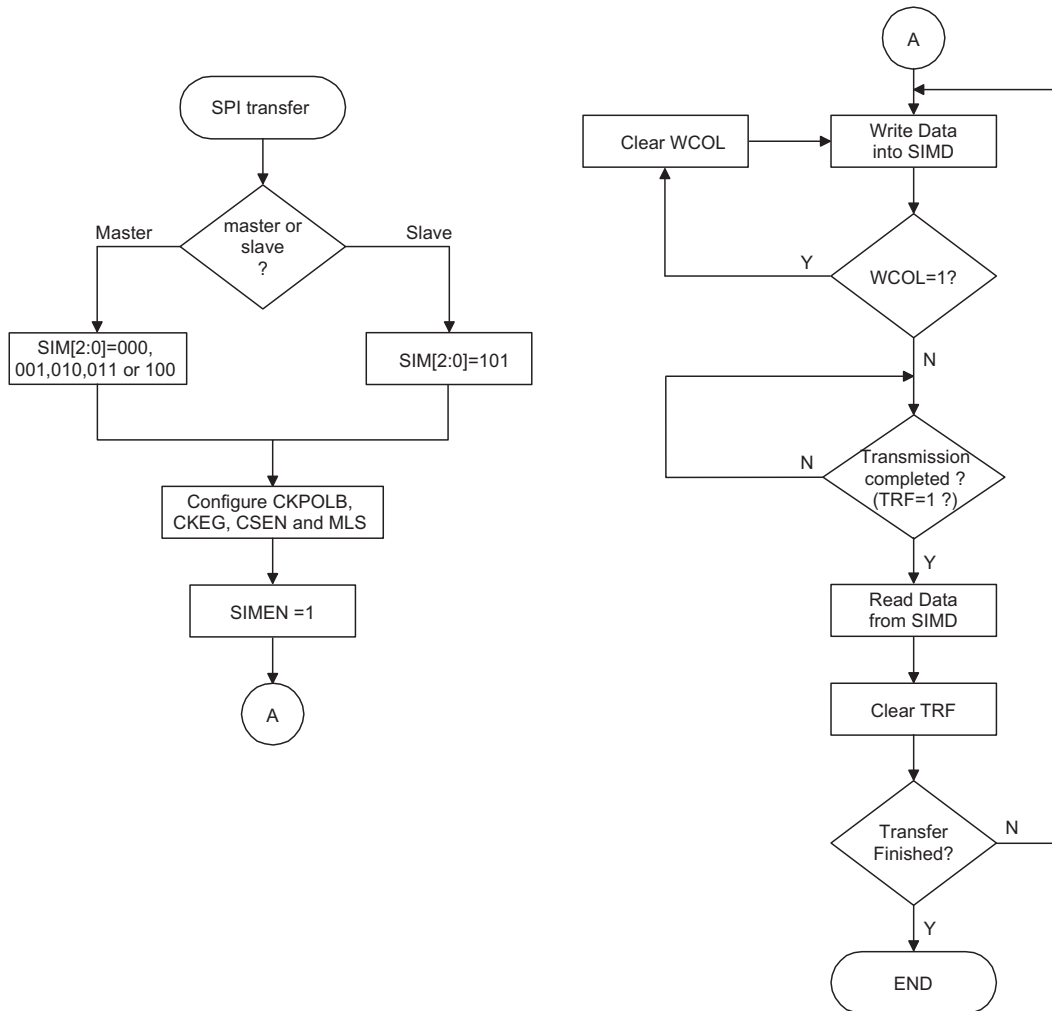 SPI transfer
master or
slave
?
Master
Slave
SIM[2:0]=000,
001,010,011 or 100
SIM[2:0]=101
Configure CKPOLB,
CKEG, CSEN and MLS
SIMEN =1
A
A
Write Data
into SIMD
Clear WCOL
WCOL=1?
Y
N
Transmission
completed ?
(TRF=1 ?)
N
Y
Read Data
from SIMD
Clear TRF
Transfer
Finished?
N
Y
END